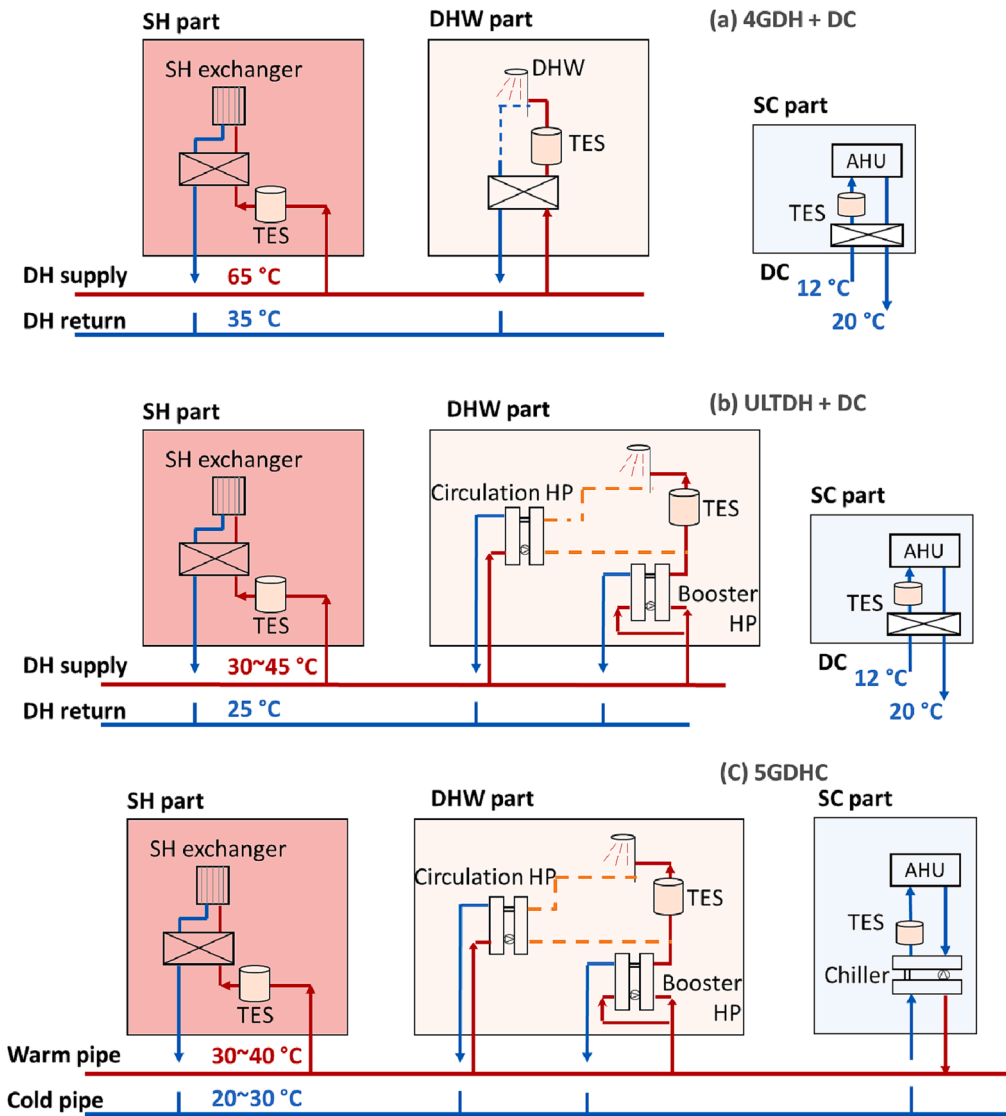 SH part
DHW part
(a) 4GDH + DC
SH exchanger
DHW
SC part
TES
AHU
TES
TES
DH supply
65 °C
DC
12 °C
DH return
35 °C
20 °C
SH part
DHW part
(b) ULTDH + DC
SH exchanger
Circulation HP
TES
SC part
AHU
TES
Booster
HP
TES
DH supply
30~45 °C
DC
12 °C
DH return
25 °C
20 °C
(C) 5GDHC
SH part
DHW part
SC part
SH exchanger
Circulation HP
AHU
TES
TES
Chiller
Booster
HP
TES
Warm pipe
30~40 °C
Cold pipe
20~30 °C